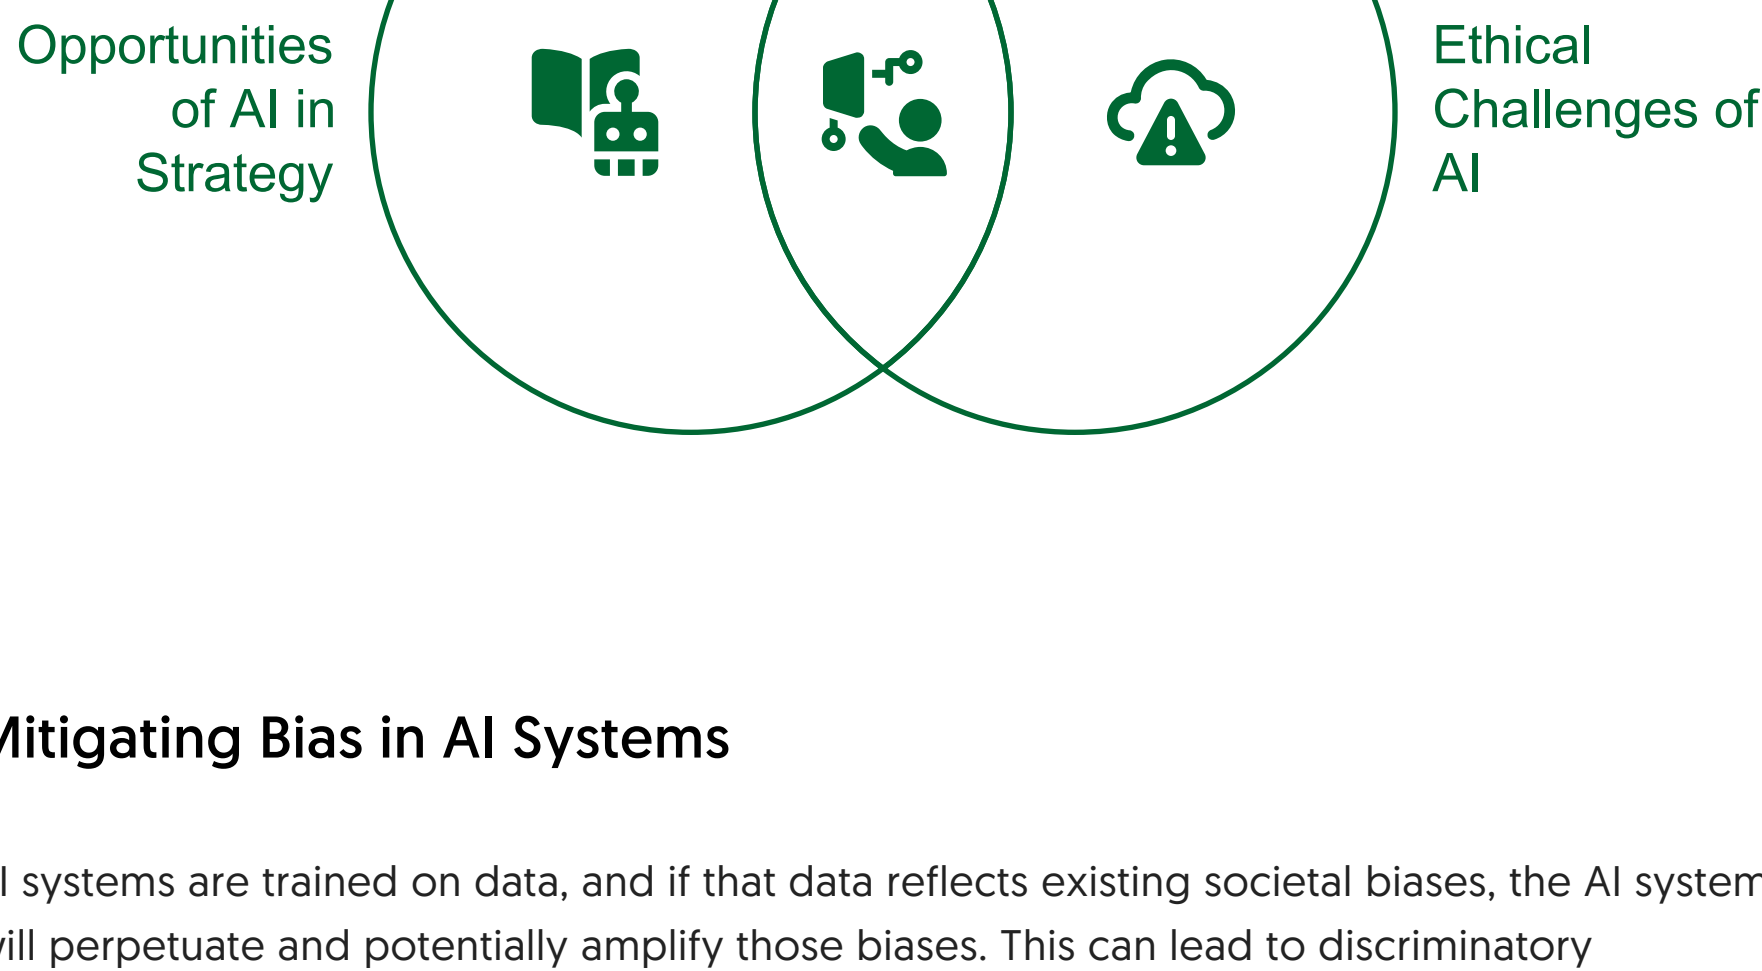 Opportunities
of AI in
Strategy
Ethical
Challenges of
AI
Mitigating Bias in AI Systems
systems are trained on data, and if that data reflects existing societal biases, the AI system
will perpetuate and potentially amplify those biases. This can lead to discriminatory